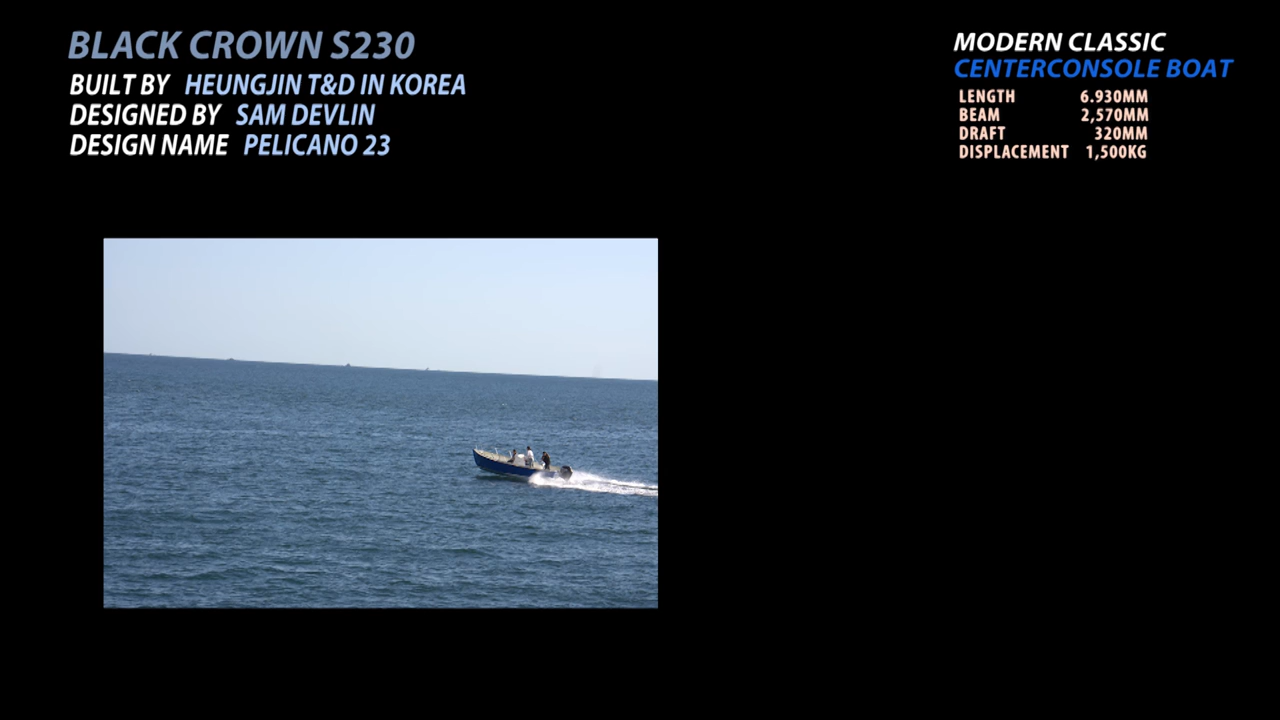 BLACK CROWN S230
BUILT BY HEUNGJIN T&D IN KOREA
DESIGNED BY SAM DEVLIN
DESIGN NAME PELICANO 23
MODERN CLASSIC
CENTERCONSOLE BOAT
LENGTH 6.930MM
BEAM 2,570MM
DRAFT 320MM
DISPLACEMENT 1,500KG